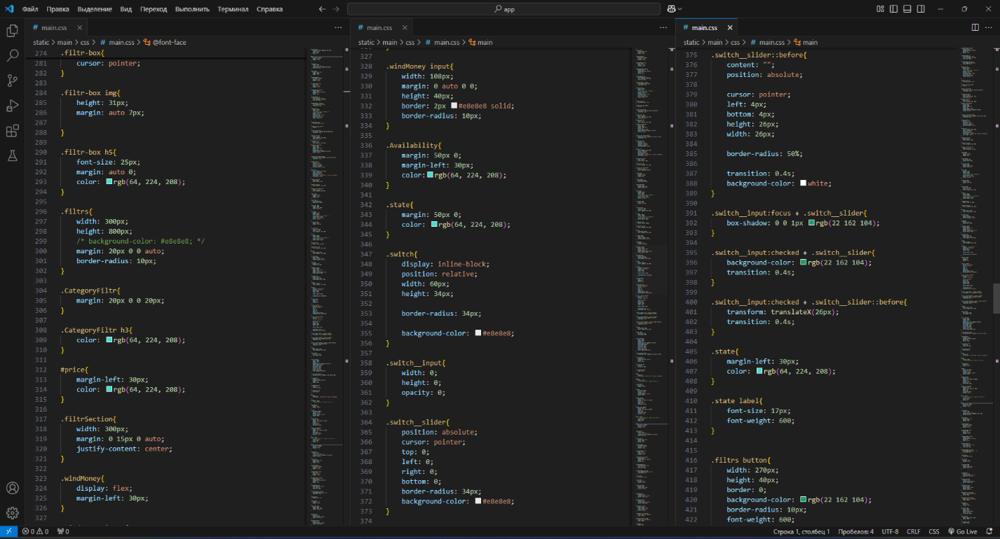 Файл Правка Выделение Вид Переход Выполнить Терминал Справка
app
# main.css
static > main > css > # main.css > @font-face
274 .filtr-box{
281 cursor: pointer;
282 }
283
284 .filtr-box img{
285 height: 31px;
286 margin: auto 7px;
287
288 }
289
290 .filtr-box h5{
291 font-size: 25px;
292 margin: auto 0;
293 color: rgb(64, 224, 208);
294 }
295
296 .filtrs{
297 width: 300px;
298 height: 800px;
299 /* background-color: #e8e8e8; */
300 margin: 20px 0 0 auto;
301 border-radius: 10px;
302 }
303
304 .CategoryFiltr{
305 margin: 20px 0 0 20px;
306 }
307
308 .CategoryFiltr h3{
309 color: rgb(64, 224, 208);
310 }
311
312 #price{
313 margin-left: 30px;
314 color: rgb(64, 224, 208);
315 }
316
317 .filtrSection{
318 width: 300px;
319 margin: 0 15px 0 auto;
320 justify-content: center;
321 }
322
323 .windMoney{
324 display: flex;
325 margin-left: 30px;
326 }
327
# main.css
static > main > css > # main.css > main
327
328 .windMoney input{
329 width: 108px;
330 margin: 0 auto 0 0;
331 height: 40px;
332 border: 2px #e8e8e8 solid;
333 border-radius: 10px;
334 }
335
336 .Availability{
337 margin: 50px 0;
338 margin-left: 30px;
339 color:rgb(64, 224, 208);
340 }
341
342 .state{
343 margin: 50px 0;
344 color: rgb(64, 224, 208);
345 }
346
347 .switch{
348 display: inline-block;
349 position: relative;
350 width: 60px;
351 height: 34px;
352
353 border-radius: 34px;
354
355 background-color: #e8e8e8;
356 }
357
358 .switch__input{
359 width: 0;
360 height: 0;
361 opacity: 0;
362 }
363
364 .switch__slider{
365 position: absolute;
366 cursor: pointer;
367 top: 0;
368 left: 0;
369 right: 0;
370 bottom: 0;
371 border-radius: 34px;
372 background-color: #e8e8e8;
373 }
374
# main.css
static > main > css > # main.css > main
375 .switch__slider::before{
376 content: "";
377 position: absolute;
378
379 cursor: pointer;
380 left: 4px;
381 bottom: 4px;
382 height: 26px;
383 width: 26px;
384
385 border-radius: 50%;
386
387 transition: 0.4s;
388 background-color: white;
389 }
390
391 .switch__input:focus + .switch__slider{
392 box-shadow: 0 0 1px rgb(22 162 104);
393 }
394
395 .switch__input:checked + .switch__slider{
396 background-color: rgb(22 162 104);
397 transition: 0.4s;
398 }
399
400 .switch__input:checked + .switch__slider::before{
401 transform: translateX(26px);
402 transition: 0.4s;
403 }
404
405 .state{
406 margin-left: 30px;
407 color: rgb(64, 224, 208);
408 }
409
410 .state label{
411 font-size: 17px;
412 font-weight: 600;
413 }
414
415
416 .filtrs button{
417 width: 270px;
418 height: 40px;
419 border: 0;
420 background-color: rgb(22 162 104);
421 border-radius: 10px;
422 font-weight: 600;
0 0 0 Строка 1, столбец 1 Пробелов: 4 UTF-8 CRLF CSS Go Live